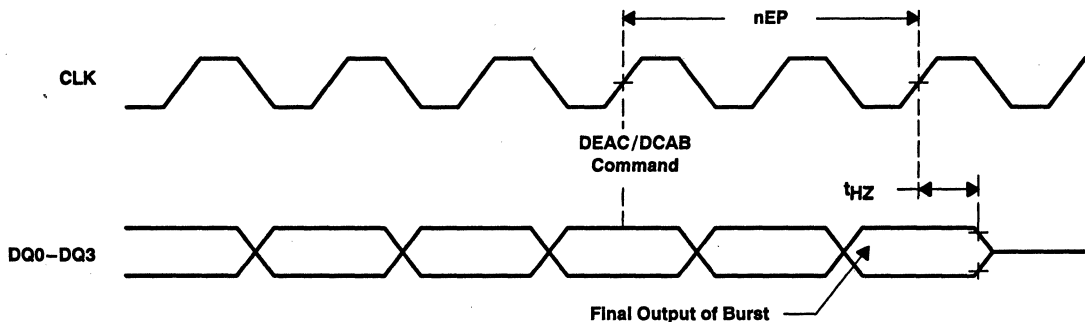 nEP
CLK
DEAC/DCAB
Command
tHZ
DQ0–DQ3
Final Output of Burst